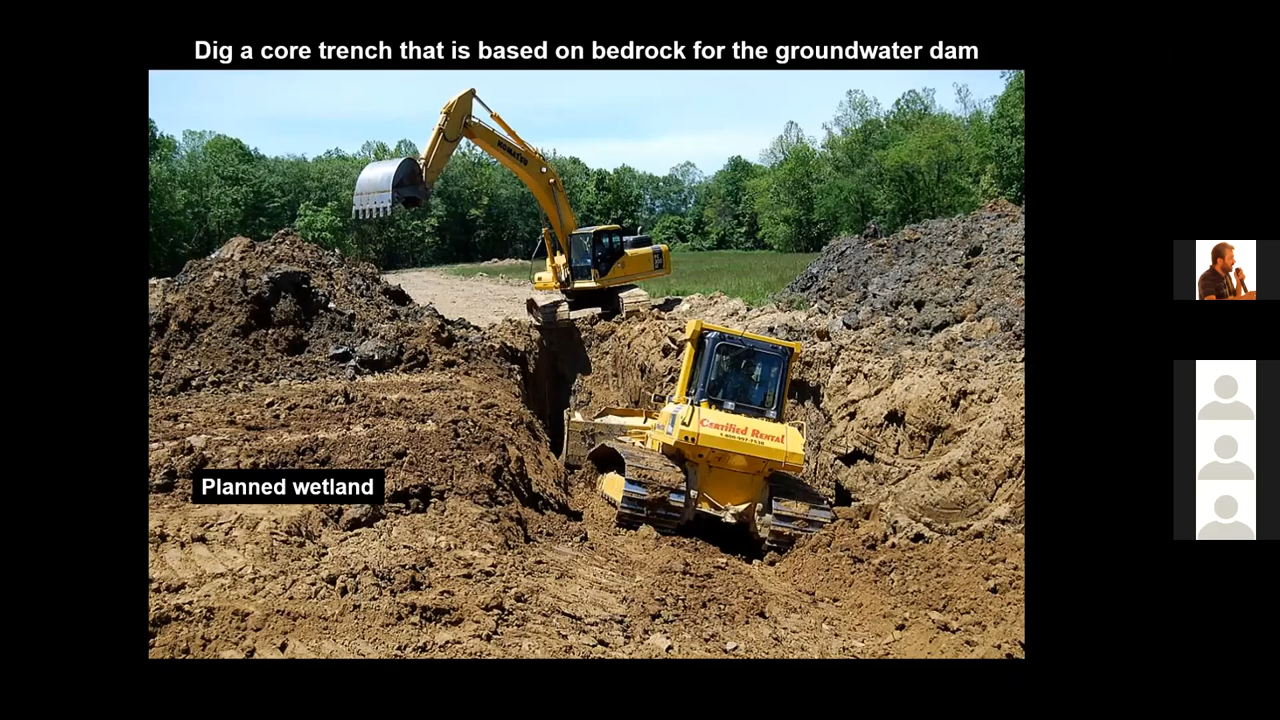 Dig a core trench that is based on bedrock for the groundwater dam
KOMATSU
CERTIFIED RENTAL
Planned wetland